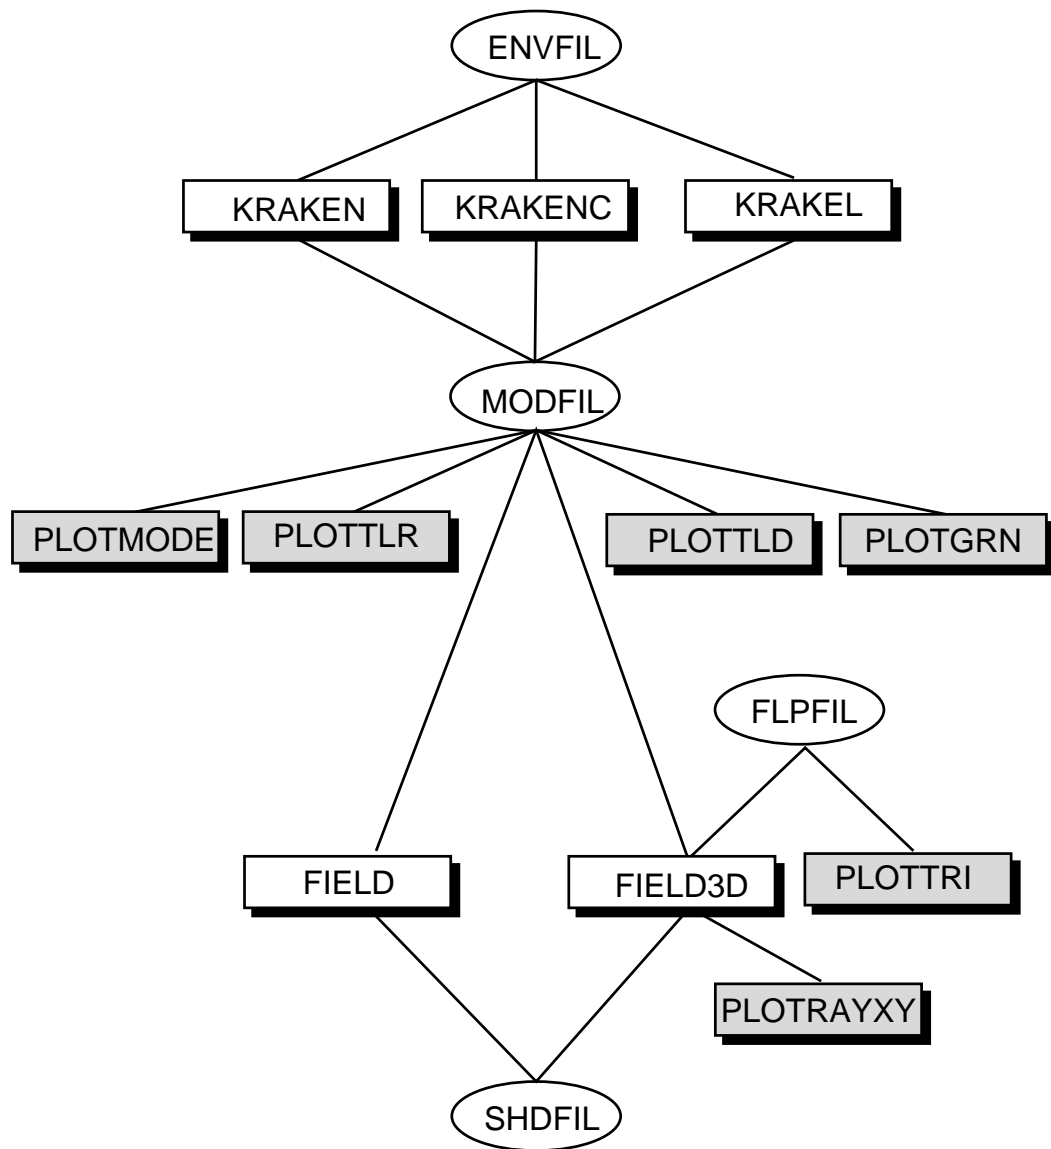 ENVFIL
KRAKEN
KRAKENC
KRAKEL
MODFIL
PLOTMODE
PLOTTLR
PLOTTLD
PLOTGRN
FLPFIL
FIELD
FIELD3D
PLOTTRI
PLOTRAYXY
SHDFIL